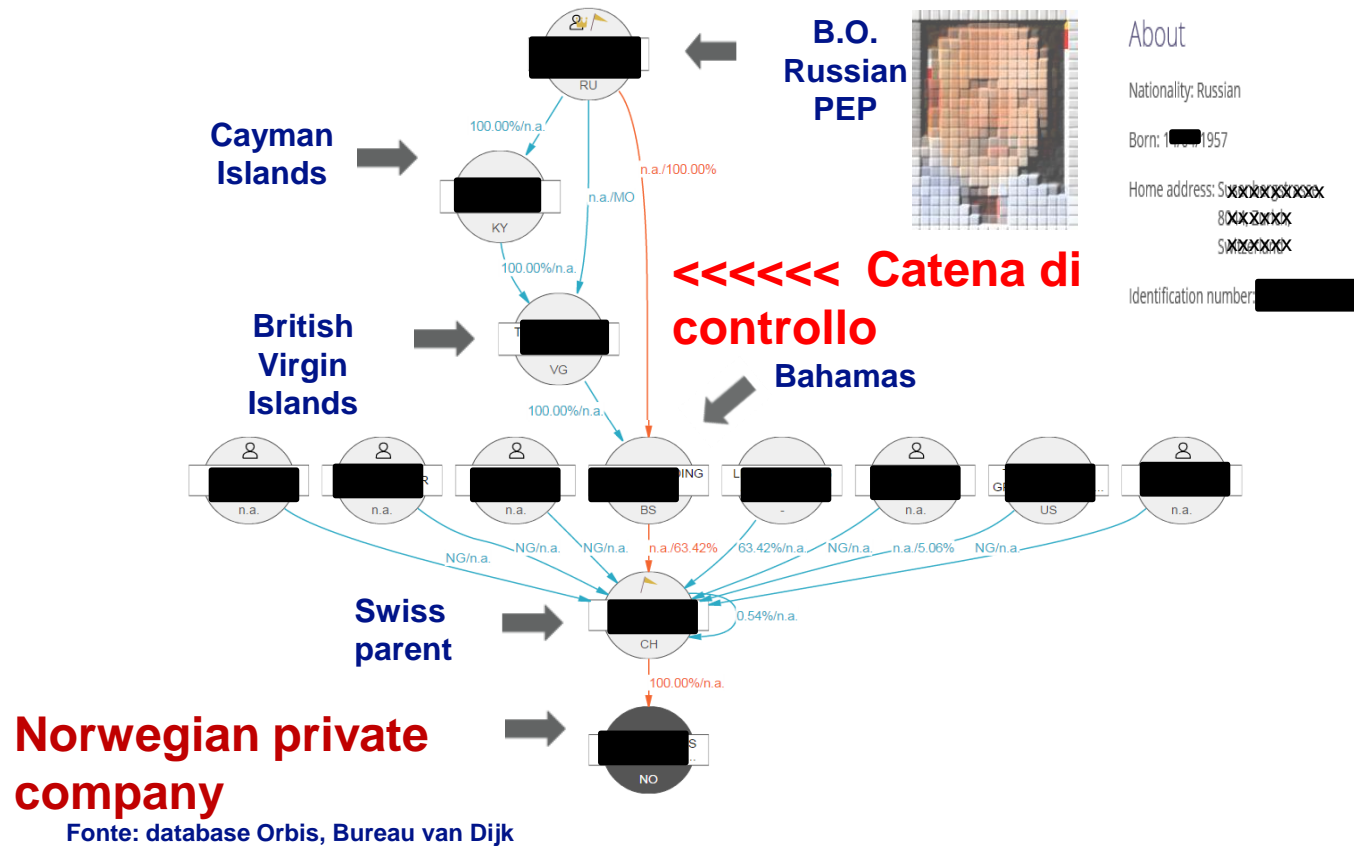 B.O.
Russian
PEP
About
Nationality: Russian
Born: 1957
Home address:
Identification number:
RU
Cayman
Islands
100.00%/n.a.
n.a./100.00%
n.a./MO
KY
100.00%/n.a.
<<<<<< Catena di
controllo
British
Virgin
Islands
VG
Bahamas
100.00%/n.a.
R
DING
L
T
GF
...
n.a.
n.a.
n.a.
BS
-
n.a.
US
n.a.
NG/n.a.
NG/n.a.
NG/n.a.
n.a./63.42%
63.42%/n.a.
NG/n.a.
n.a./5.06%
NG/n.a.
Swiss
parent
0.54%/n.a.
CH
100.00%/n.a.
Norwegian private
company
S
...
NO
Fonte: database Orbis, Bureau van Dijk